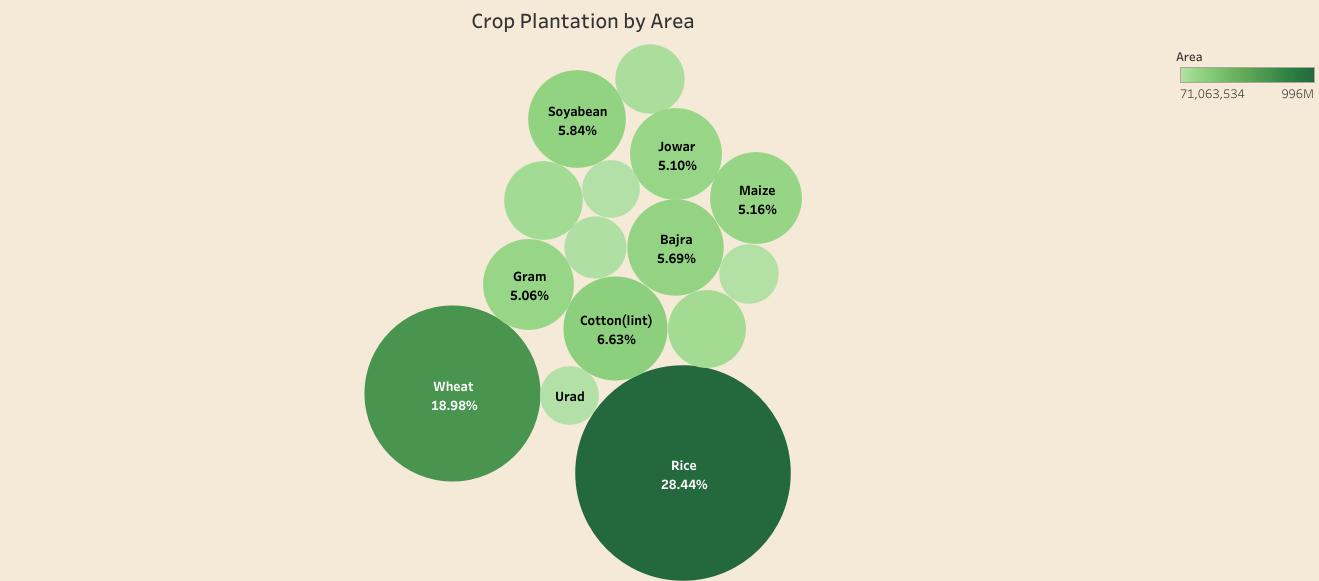 Crop Plantation by Area
Area
71,063,534 996M
Soyabean
5.84%
Jowar
5.10%
Maize
5.16%
Bajra
5.69%
Gram
5.06%
Cotton(lint)
6.63%
Wheat
18.98%
Urad
Rice
28.44%